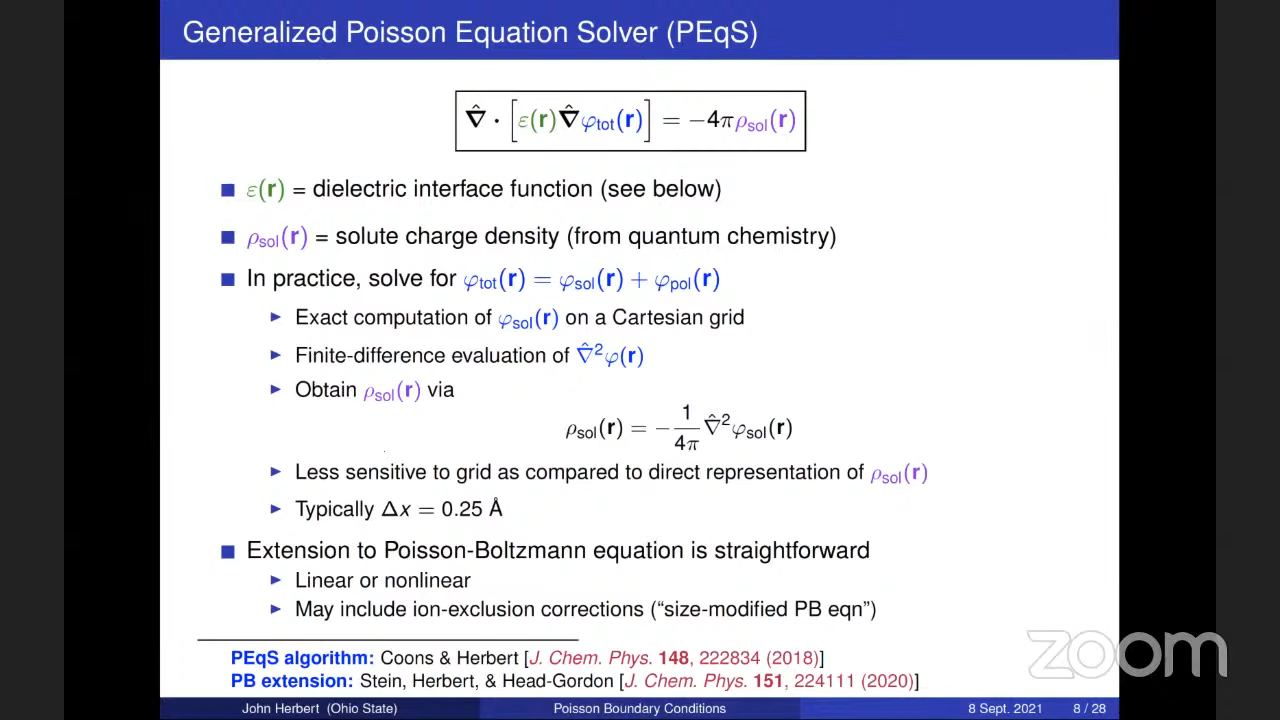 Generalized Poisson Equation Solver (PEqS)
∇̂ · [ε(r)∇̂φtot(r)] = −4πρsol(r)
ε(r) = dielectric interface function (see below)
ρsol(r) = solute charge density (from quantum chemistry)
In practice, solve for φtot(r) = φsol(r) + φpol(r)
Exact computation of φsol(r) on a Cartesian grid
Finite-difference evaluation of ∇̂²φ(r)
Obtain ρsol(r) via
ρsol(r) = −1/4π ∇̂²φsol(r)
Less sensitive to grid as compared to direct representation of ρsol(r)
Typically Δx = 0.25 Å
Extension to Poisson-Boltzmann equation is straightforward
Linear or nonlinear
May include ion-exclusion corrections (“size-modified PB eqn”)
PEqS algorithm: Coons & Herbert [J. Chem. Phys. 148, 222834 (2018)]
PB extension: Stein, Herbert, & Head-Gordon [J. Chem. Phys. 151, 224111 (2020)]
John Herbert (Ohio State) Poisson Boundary Conditions 8 Sept. 2021 8 / 28
zoom